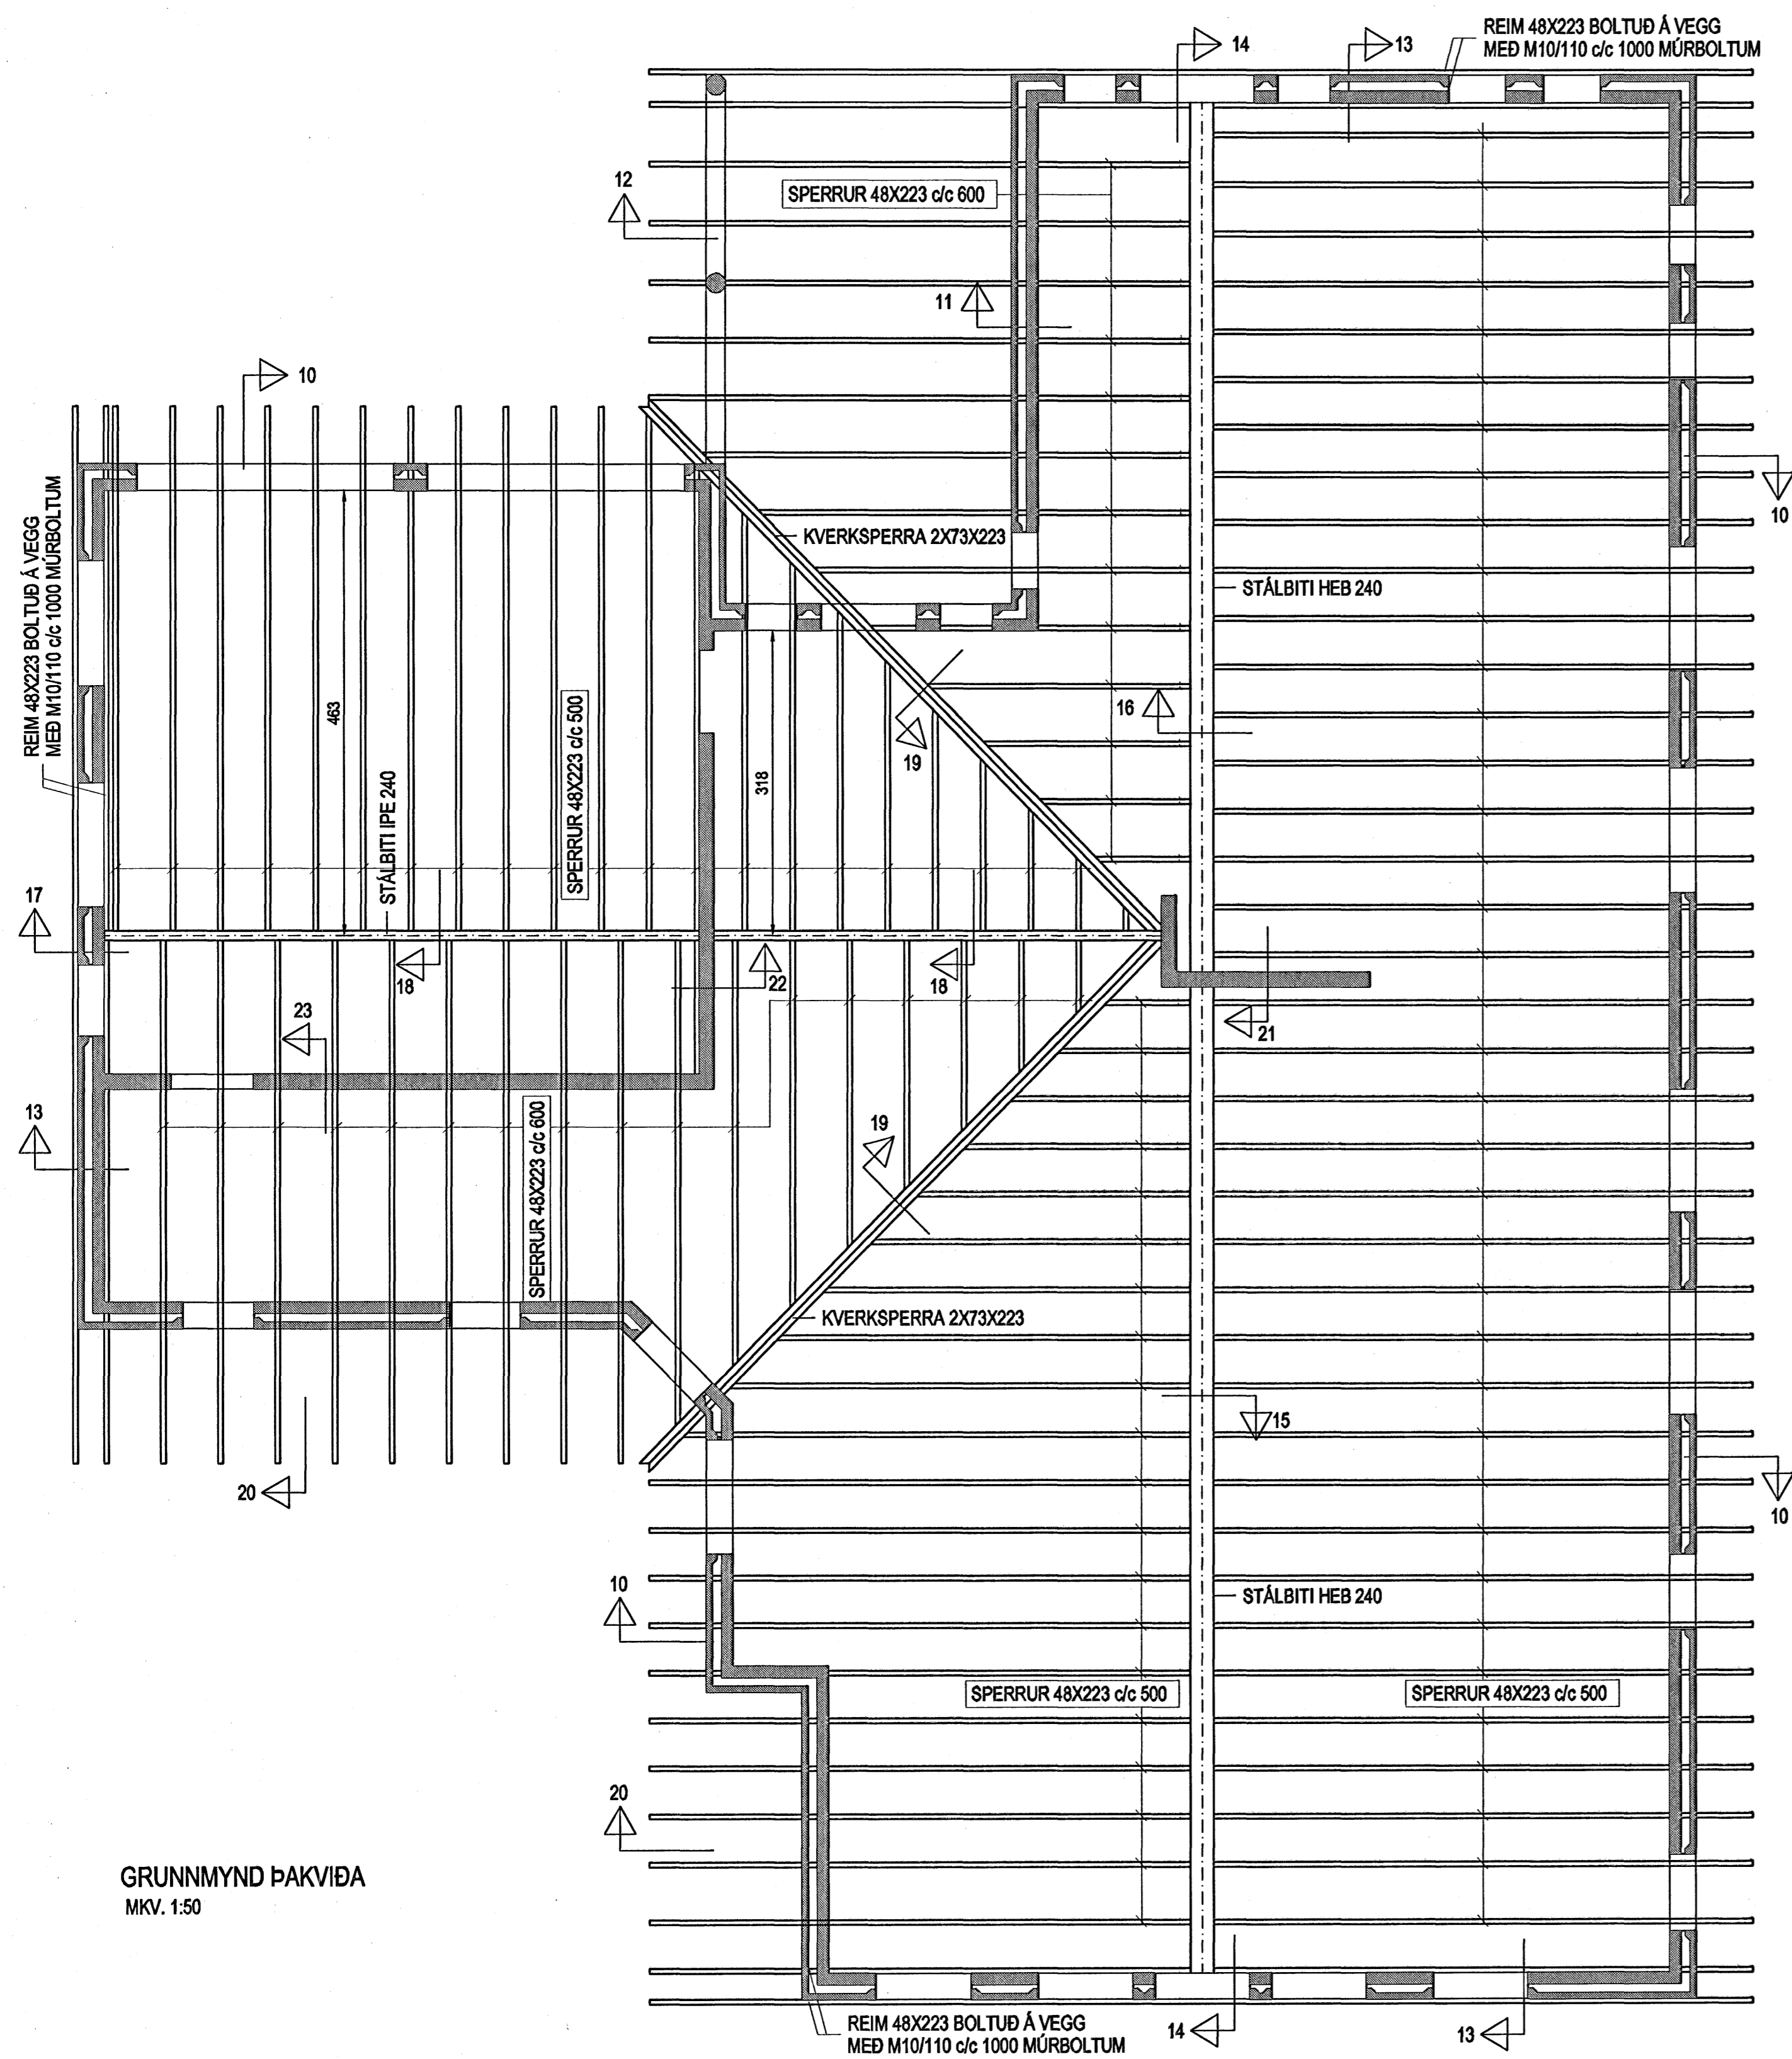 REIM 48X223 BOLTUÐ Á VEGG
MEÐ M10/110 c/c 1000 MÚRBOLTUM
14
13
12
SPERRUR 48X223 c/c 600
11
10
10
REIM 48X223 BOLTUÐ Á VEGG
MEÐ M10/110 c/c 1000 MÚRBOLTUM
KVERKSPERRA 2X73X223
STÁLBITI HEB 240
463
SPERRUR 48X223 c/c 500
STÁLBITI IPE 240
318
19
16
17
18
22
18
23
21
13
SPERRUR 48X223 c/c 600
19
KVERKSPERRA 2X73X223
15
20
10
10
STÁLBITI HEB 240
SPERRUR 48X223 c/c 500
SPERRUR 48X223 c/c 500
20
GRUNNMYND ÞAKVIÐA
MKV. 1:50
REIM 48X223 BOLTUÐ Á VEGG
MEÐ M10/110 c/c 1000 MÚRBOLTUM
14
13